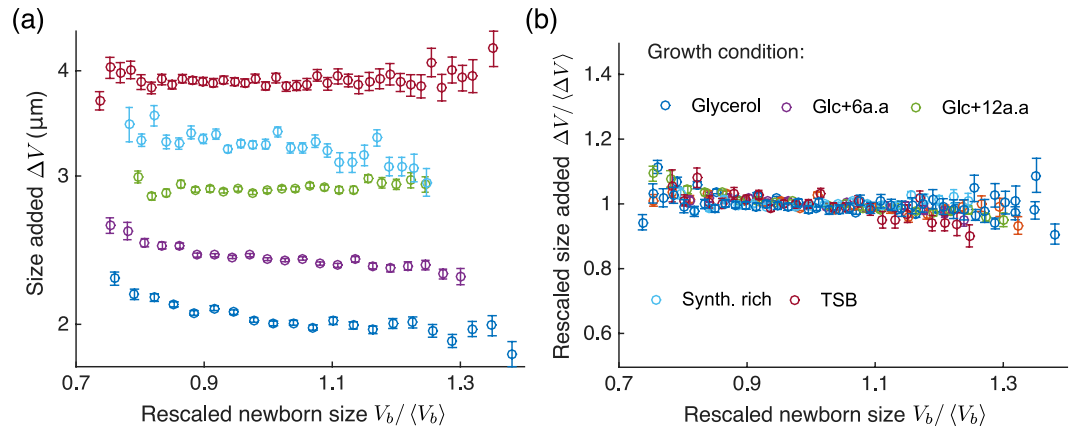 (a)
Size added ΔV (μm)
4
3
2
0.7 0.9 1.1 1.3
Rescaled newborn size V_b / ⟨V_b⟩
(b)
Rescaled size added ΔV / ⟨ΔV⟩
1.4
1.2
1
0.8
0.6
Growth condition:
Glycerol Glc+6a.a Glc+12a.a
Synth. rich TSB
0.7 0.9 1.1 1.3
Rescaled newborn size V_b / ⟨V_b⟩